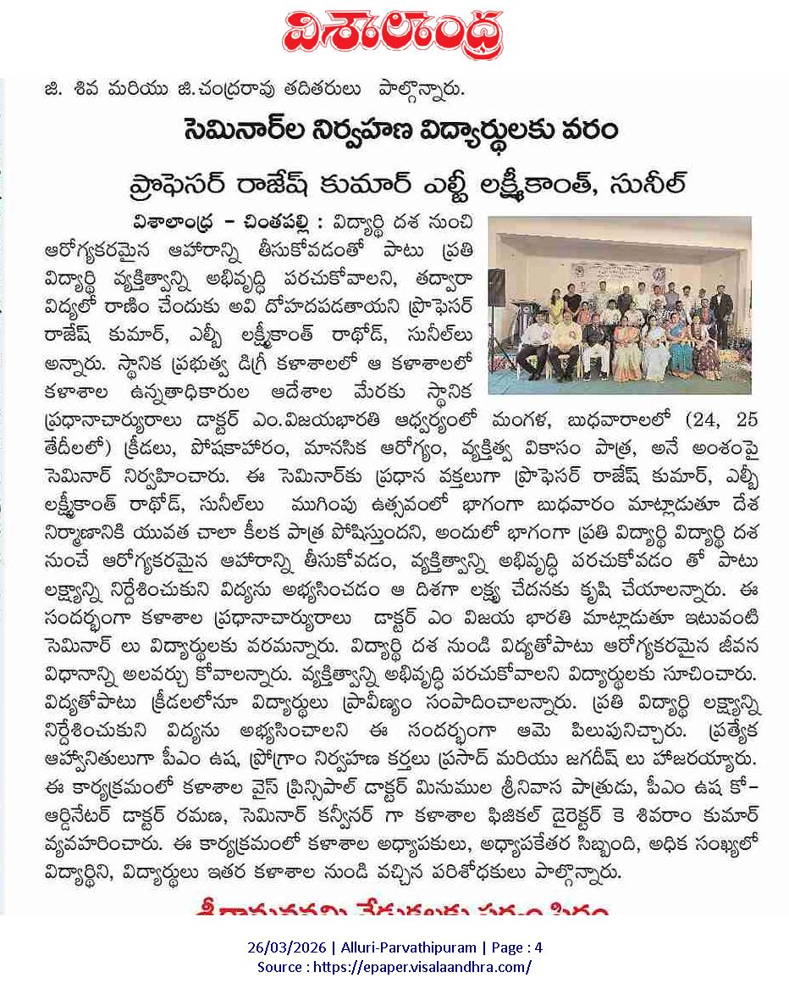 విశాలాంధ్ర
జి. శివ మరియు జి.చంద్రరావు తదితరులు పాల్గొన్నారు.
సెమినార్‌ల నిర్వహణ విద్యార్థులకు వరం
ప్రొఫెసర్ రాజేష్ కుమార్ ఎల్టీ లక్ష్మీకాంత్, సునీల్
విశాలాంధ్ర – చింతపల్లి : విద్యార్థి దశ నుంచి
ఆరోగ్యకరమైన ఆహారాన్ని తీసుకోవడంతో పాటు ప్రతి
విద్యార్థి వ్యక్తిత్వాన్ని అభివృద్ధి పరచుకోవాలని, తద్వారా
విద్యలో రాణిం చేందుకు అవి దోహదపడతాయని ప్రొఫెసర్
రాజేష్ కుమార్, ఎల్బీ లక్ష్మీకాంత్ రాథోడ్, సునీల్‌లు
అన్నారు. స్థానిక ప్రభుత్వ డిగ్రీ కళాశాలలో ఆ కళాశాలలో
కళాశాల ఉన్నతాధికారుల ఆదేశాల మేరకు స్థానిక
ప్రధానాచార్యురాలు డాక్టర్ ఎం.విజయభారతి ఆధ్వర్యంలో మంగళ, బుధవారాలలో (24, 25
తేదీలలో) క్రీడలు, పోషకాహారం, మానసిక ఆరోగ్యం, వ్యక్తిత్వ వికాసం పాత్ర, అనే అంశంపై
సెమినార్ నిర్వహించారు. ఈ సెమినార్‌కు ప్రధాన వక్తలుగా ప్రొఫెసర్ రాజేష్ కుమార్, ఎల్బీ
లక్ష్మీకాంత్ రాథోడ్, సునీల్‌లు ముగింపు ఉత్సవంలో భాగంగా బుధవారం మాట్లాడుతూ దేశ
నిర్మాణానికి యువత చాలా కీలక పాత్ర పోషిస్తుందని, అందులో భాగంగా ప్రతి విద్యార్థి విద్యార్థి దశ
నుంచే ఆరోగ్యకరమైన ఆహారాన్ని తీసుకోవడం, వ్యక్తిత్వాన్ని అభివృద్ధి పరచుకోవడం తో పాటు
లక్ష్యాన్ని నిర్దేశించుకుని విద్యను అభ్యసించడం ఆ దిశగా లక్ష్య చేదనకు కృషి చేయాలన్నారు. ఈ
సందర్భంగా కళాశాల ప్రధానాచార్యురాలు డాక్టర్ ఎం విజయ భారతి మాట్లాడుతూ ఇటువంటి
సెమినార్ లు విద్యార్థులకు వరమన్నారు. విద్యార్థి దశ నుండి విద్యతోపాటు ఆరోగ్యకరమైన జీవన
విధానాన్ని అలవర్చు కోవాలన్నారు. వ్యక్తిత్వాన్ని అభివృద్ధి పరచుకోవాలని విద్యార్థులకు సూచించారు.
విద్యతోపాటు క్రీడలలోనూ విద్యార్థులు ప్రావీణ్యం సంపాదించాలన్నారు. ప్రతి విద్యార్థి లక్ష్యాన్ని
నిర్దేశించుకుని విద్యను అభ్యసించాలని ఈ సందర్భంగా ఆమె పిలుపునిచ్చారు. ప్రత్యేక
ఆహ్వానితులుగా పీఎం ఉష, ప్రోగ్రాం నిర్వహణ కర్తలు ప్రసాద్ మరియు జగదీష్ లు హాజరయ్యారు.
ఈ కార్యక్రమంలో కళాశాల వైస్ ప్రిన్సిపాల్ డాక్టర్ మినుముల శ్రీనివాస పాత్రుడు, పీఎం ఉష కో–
ఆర్డినేటర్ డాక్టర్ రమణ, సెమినార్ కన్వీనర్ గా కళాశాల ఫిజికల్ డైరెక్టర్ కె శివరాం కుమార్
వ్యవహరించారు. ఈ కార్యక్రమంలో కళాశాల అధ్యాపకులు, అధ్యాపకేతర సిబ్బంది, అధిక సంఖ్యలో
విద్యార్థిని, విద్యార్థులు ఇతర కళాశాల నుండి వచ్చిన పరిశోధకులు పాల్గొన్నారు.
26/03/2026 | Alluri-Parvathipuram | Page : 4
Source : https://epaper.visalaandhra.com/